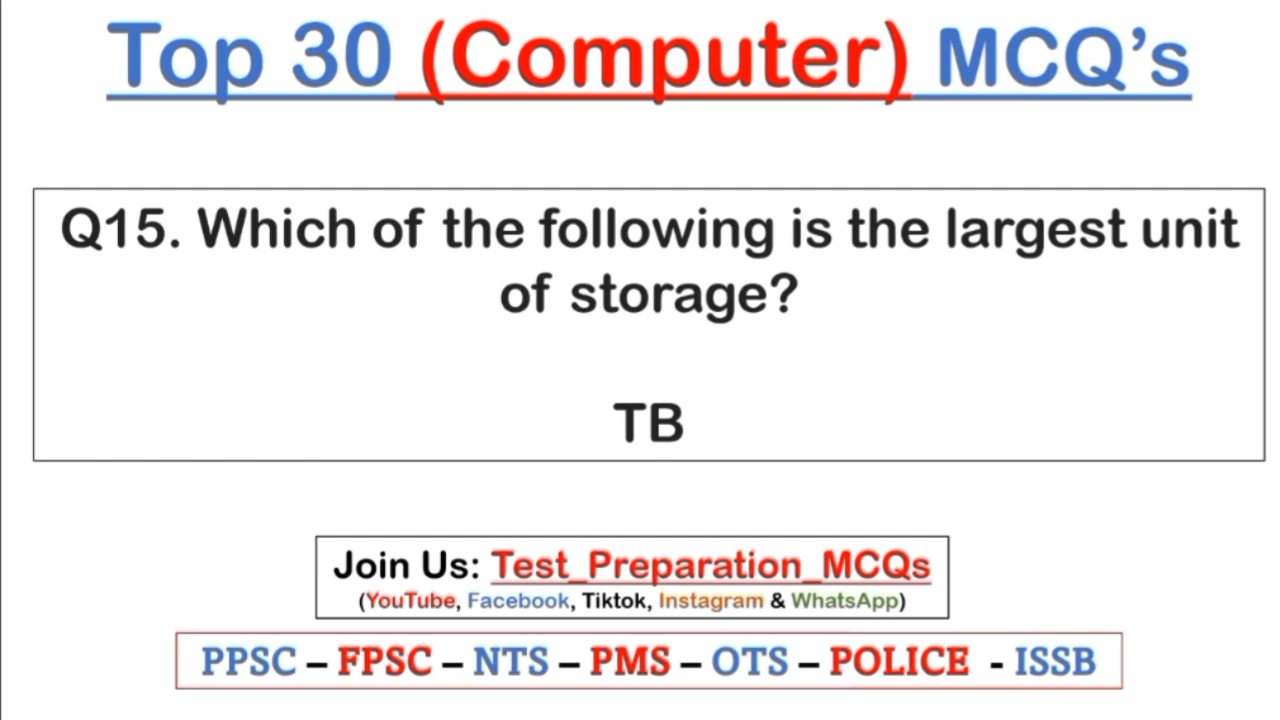 Top 30 (Computer) MCQ’s
Q15. Which of the following is the largest unit
of storage?
TB
Join Us: Test_Preparation_MCQs
(YouTube, Facebook, Tiktok, Instagram & WhatsApp)
PPSC – FPSC – NTS – PMS – OTS – POLICE - ISSB